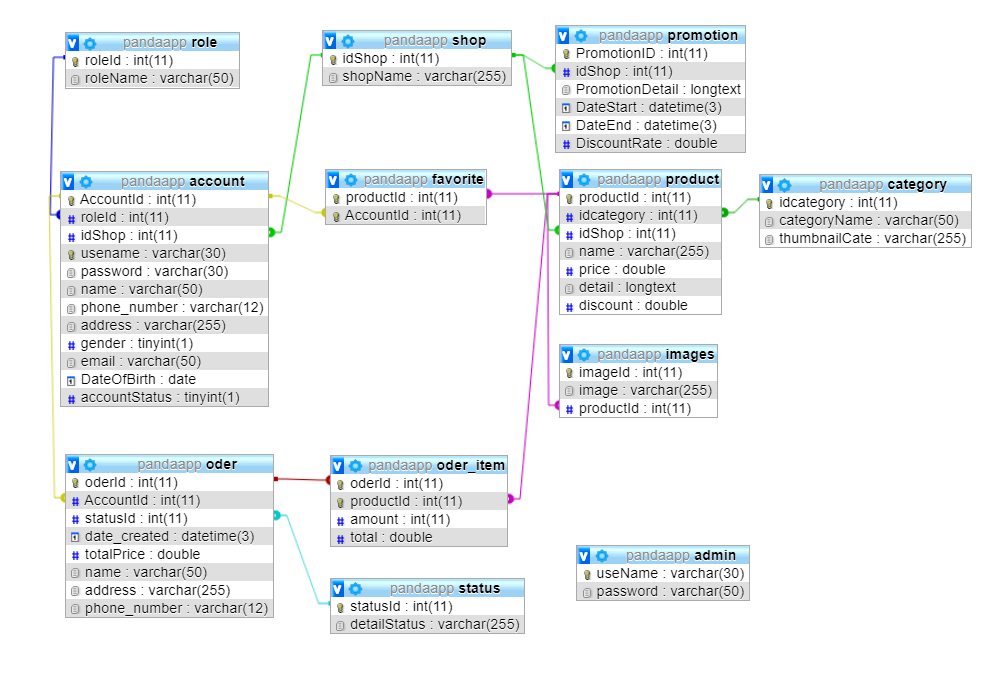 pandaapp role
roleId : int(11)
roleName : varchar(50)
pandaapp shop
idShop : int(11)
shopName : varchar(255)
pandaapp promotion
PromotionID : int(11)
idShop : int(11)
PromotionDetail : longtext
DateStart : datetime(3)
DateEnd : datetime(3)
DiscountRate : double
pandaapp account
AccountId : int(11)
roleId : int(11)
idShop : int(11)
usename : varchar(30)
password : varchar(30)
name : varchar(50)
phone_number : varchar(12)
address : varchar(255)
gender : tinyint(1)
email : varchar(50)
DateOfBirth : date
accountStatus : tinyint(1)
pandaapp favorite
productId : int(11)
AccountId : int(11)
pandaapp product
productId : int(11)
idcategory : int(11)
idShop : int(11)
name : varchar(255)
price : double
detail : longtext
discount : double
pandaapp category
idcategory : int(11)
categoryName : varchar(50)
thumbnailCate : varchar(255)
pandaapp images
imageId : int(11)
image : varchar(255)
productId : int(11)
pandaapp oder
oderId : int(11)
AccountId : int(11)
statusId : int(11)
date_created : datetime(3)
totalPrice : double
name : varchar(50)
address : varchar(255)
phone_number : varchar(12)
pandaapp oder_item
oderId : int(11)
productId : int(11)
amount : int(11)
total : double
pandaapp status
statusId : int(11)
detailStatus : varchar(255)
pandaapp admin
useName : varchar(30)
password : varchar(50)